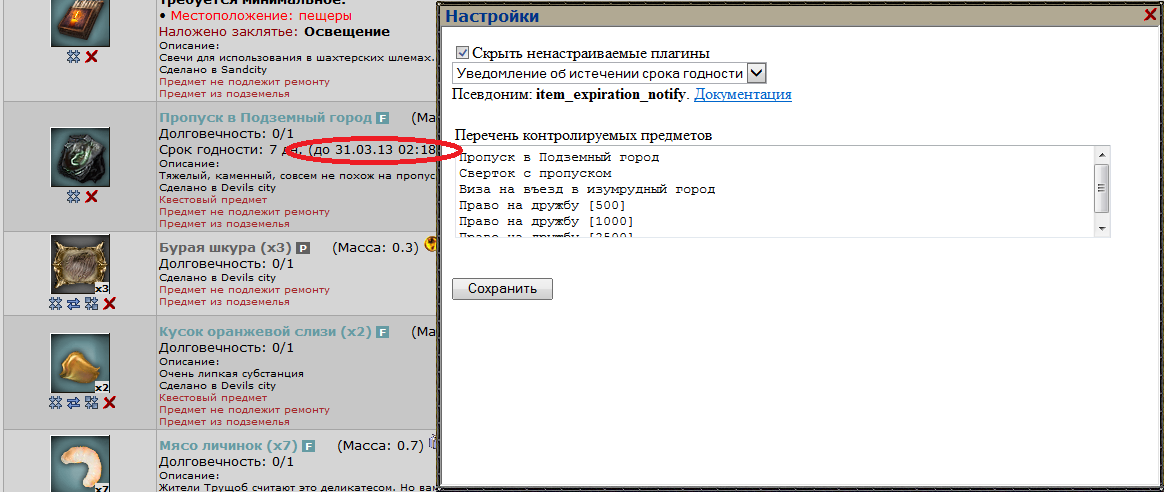 Требуется минимальное:
• Местоположение: пещеры
Наложено заклятье: Освещение
Описание:
Свечи для использования в шахтерских шлемах.
Сделано в Sandcity
Предмет не подлежит ремонту
Предмет из подземелья
Пропуск в Подземный город F (Ма
Долговечность: 0/1
Срок годности: 7 дн. (до 31.03.13 02:18
Описание:
Тяжелый, каменный, совсем не похож на пропус
Сделано в Devils city
Квестовый предмет
Предмет не подлежит ремонту
Предмет из подземелья
x3
Бурая шкура (x3) P (Масса: 0.3)
Долговечность: 0/1
Сделано в Devils city
Предмет не подлежит ремонту
Предмет из подземелья
x2
Кусок оранжевой слизи (x2) F (Ма
Долговечность: 0/1
Описание:
Очень липкая субстанция
Сделано в Devils city
Квестовый предмет
Предмет не подлежит ремонту
Предмет из подземелья
x7
Мясо личинок (x7) F (Масса: 0.7)
Долговечность: 0/1
Описание:
Жители Трущоб считают это деликатесом. Но вам
Настройки
Скрыть ненастраиваемые плагины
Уведомление об истечении срока годности
Псевдоним: item_expiration_notify. Документация
Перечень контролируемых предметов
Пропуск в Подземный город
Сверток с пропуском
Виза на въезд в изумрудный город
Право на дружбу [500]
Право на дружбу [1000]
Право на дружбу [2500]
Сохранить